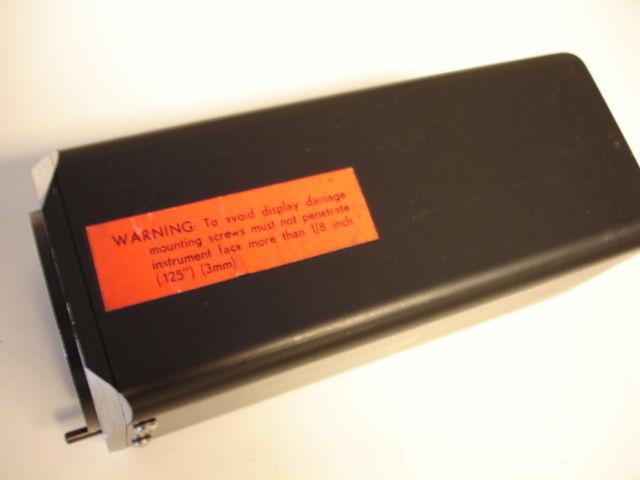 WARNING: To avoid display damage
mounting screws must not penetrate
instrument face more than 1/8 inch
(.125") (3mm)